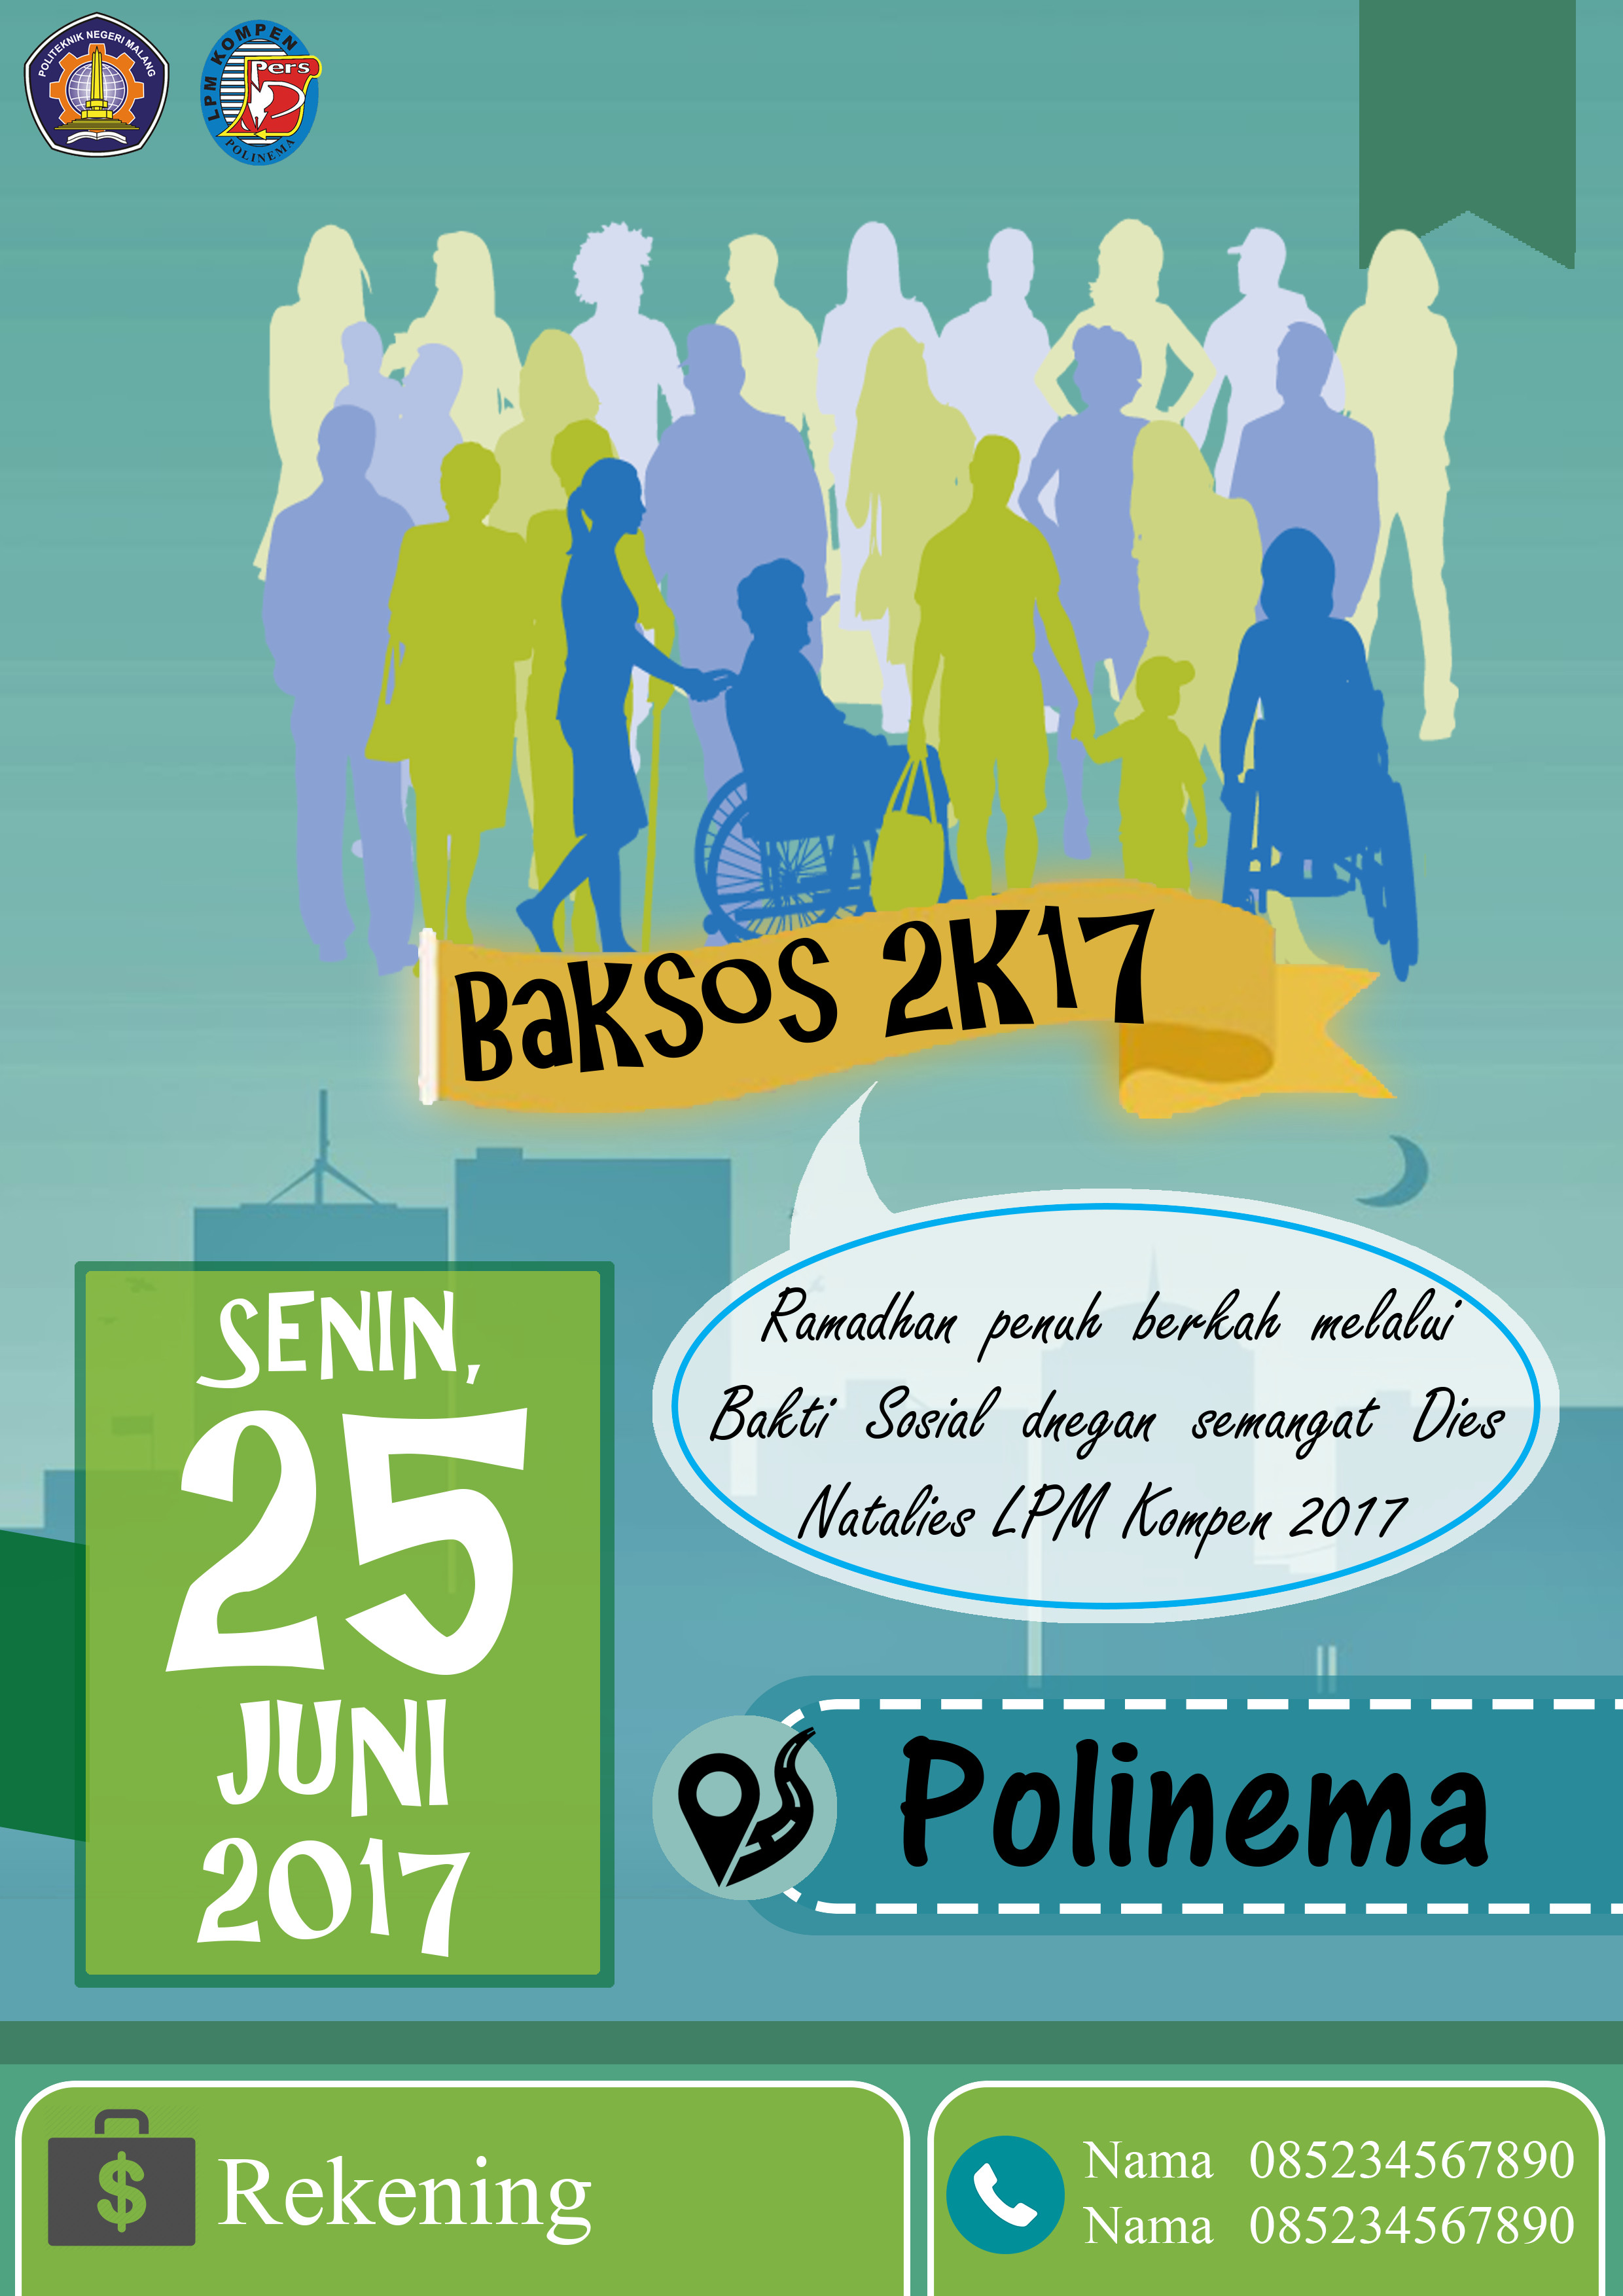 POLITEKNIK NEGERI MALANG
LPM KOMPEN
Pers
POLINEMA
BaKSOS 2K17
Ramadhan penuh berkah melalui
Bakti Sosial dnegan semangat Dies
Natalies LPM Kompen 2017
SENIN,
25
JUNI
2017
Polinema
$
Rekening
Nama 085234567890
Nama 085234567890